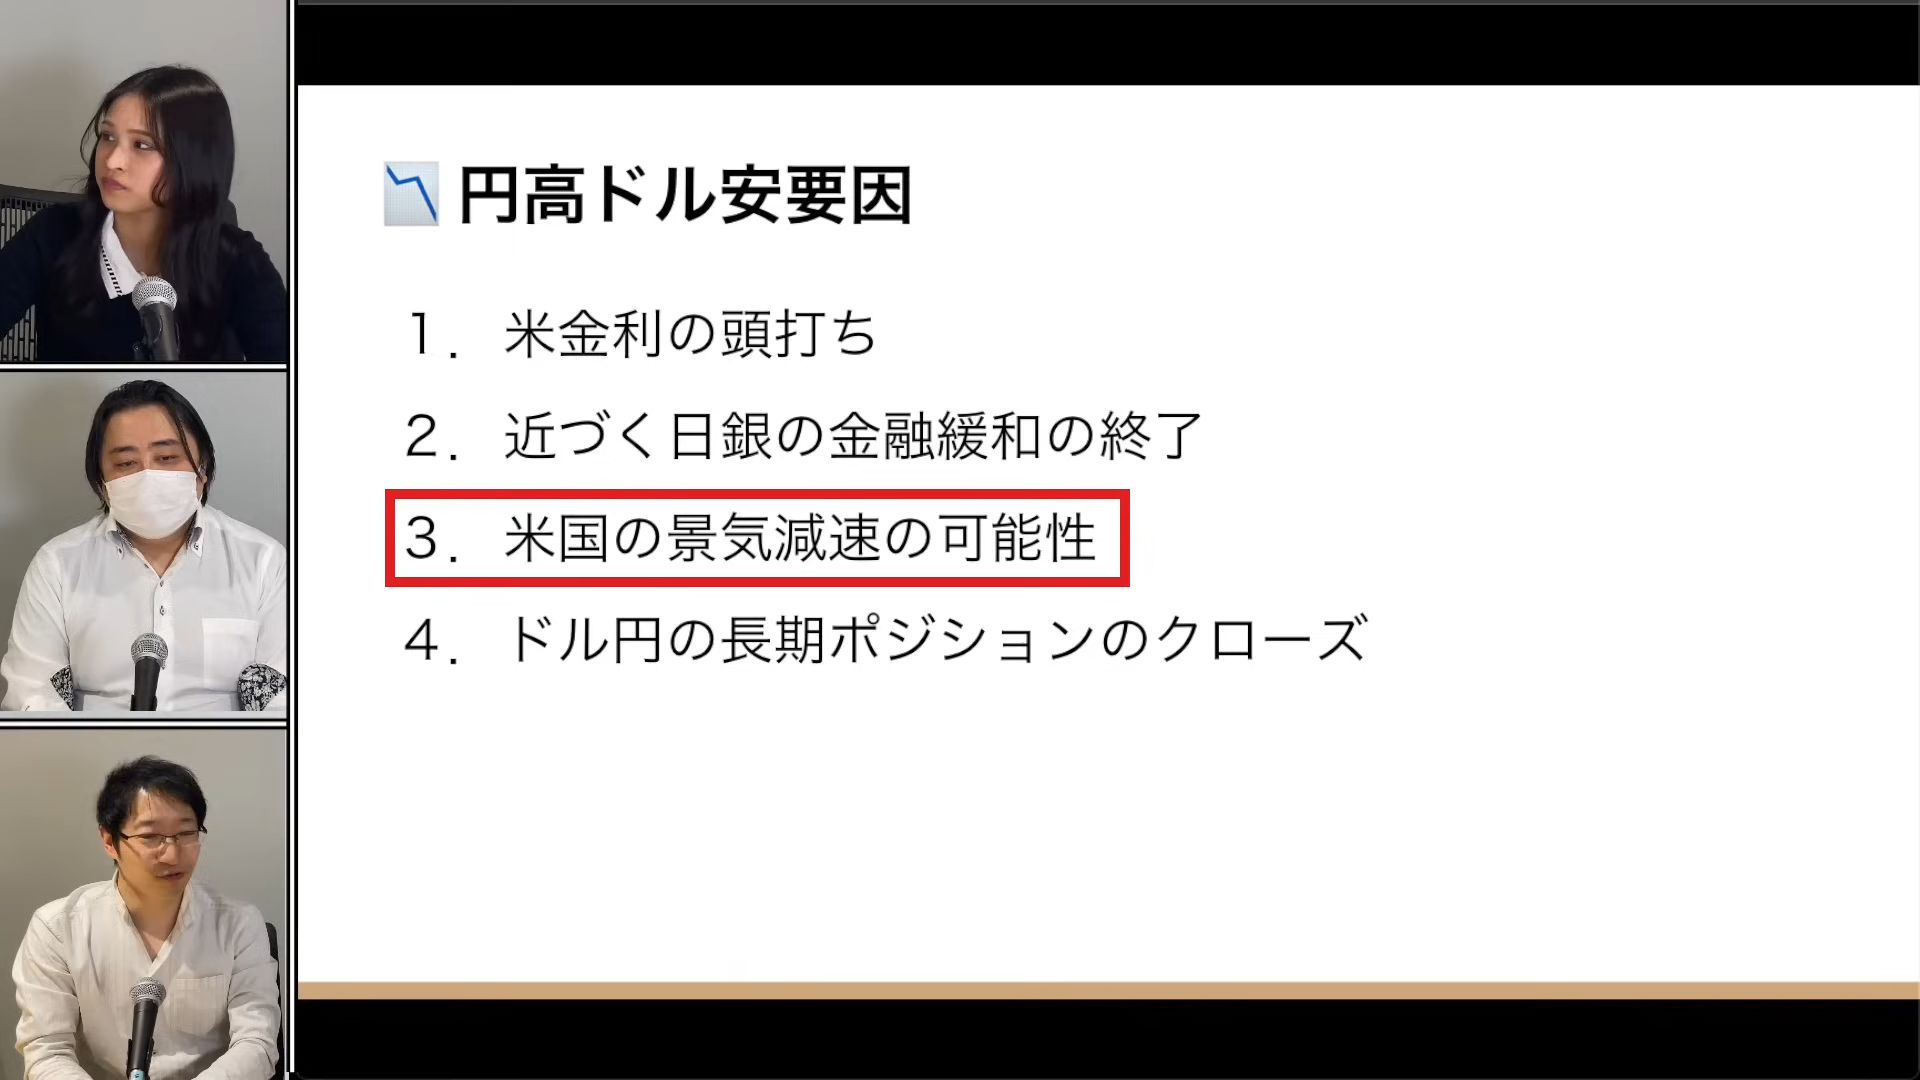 円高ドル安要因
1. 米金利の頭打ち
2. 近づく日銀の金融緩和の終了
3. 米国の景気減速の可能性
4. ドル円の長期ポジションのクローズ